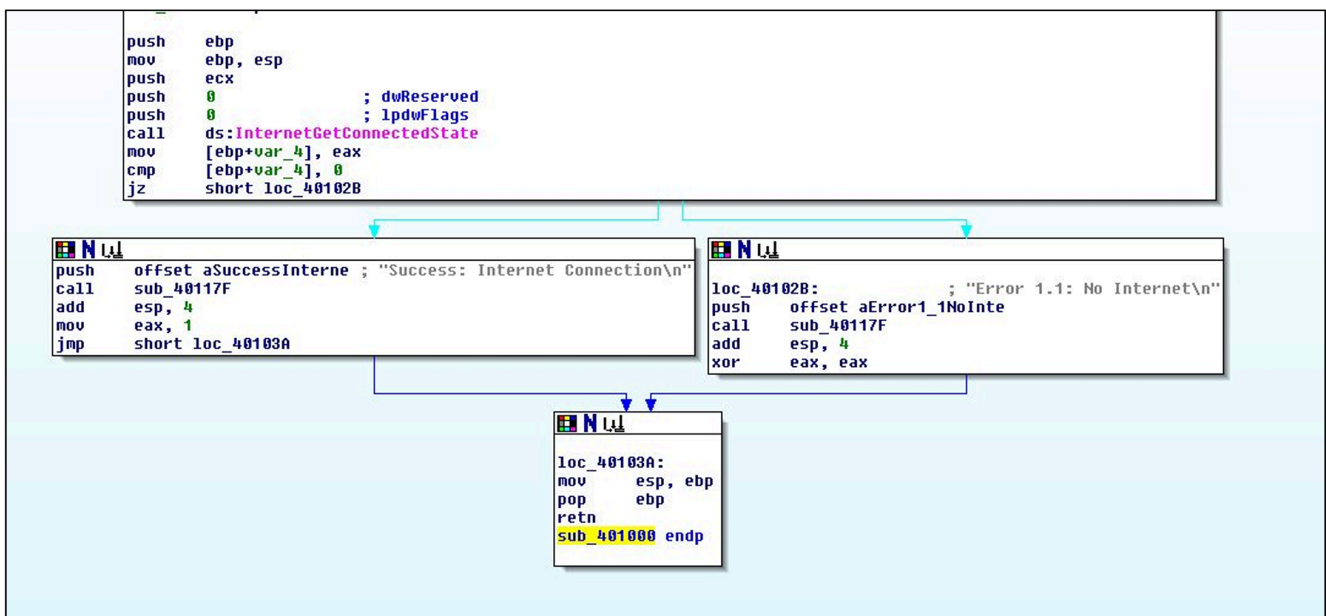 push ebp
mov ebp, esp
push ecx
push 0 ; dwReserved
push 0 ; lpdwFlags
call ds:InternetGetConnectedState
mov [ebp+var_4], eax
cmp [ebp+var_4], 0
jz short loc_40102B
push offset aSuccessInterne ; "Success: Internet Connection\n"
call sub_40117F
add esp, 4
mov eax, 1
jmp short loc_40103A
loc_40102B: ; "Error 1.1: No Internet\n"
push offset aError1_1NoInte
call sub_40117F
add esp, 4
xor eax, eax
loc_40103A:
mov esp, ebp
pop ebp
retn
sub_401000 endp